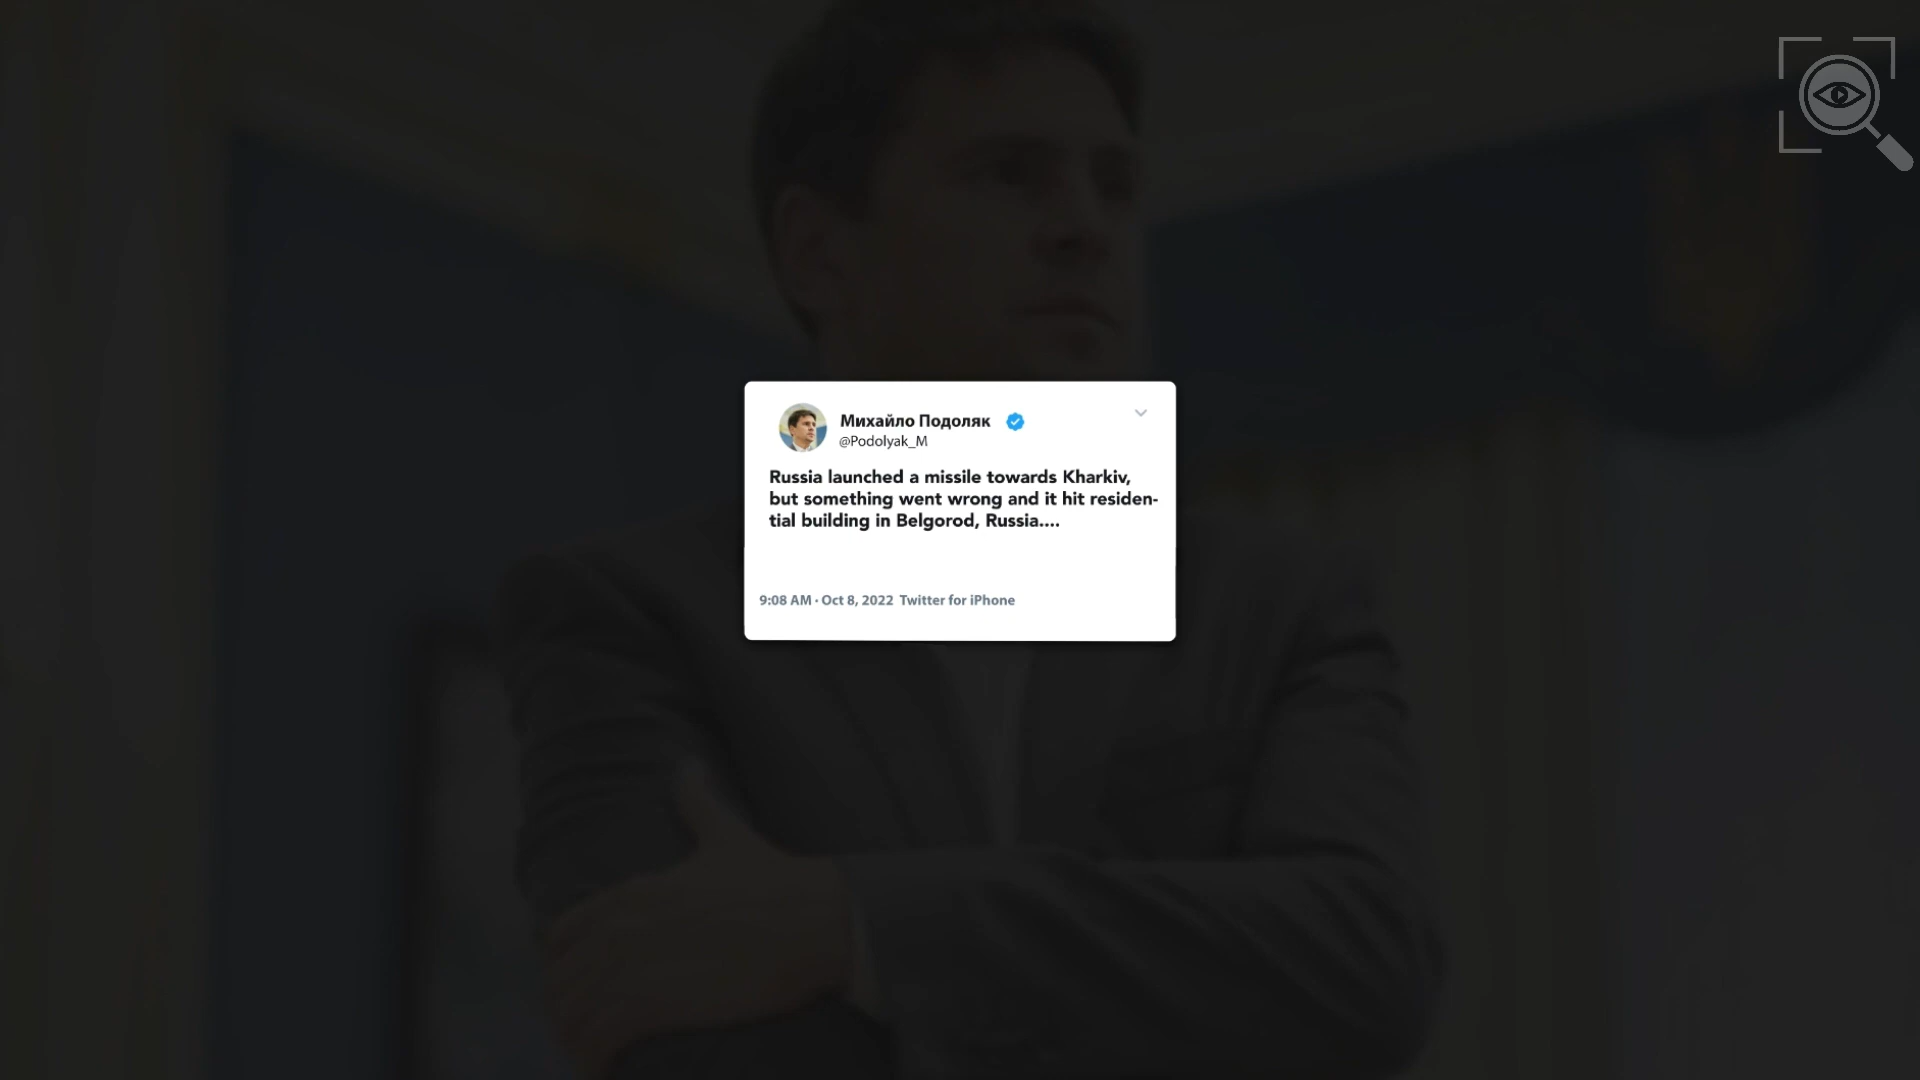 Михайло Подоляк
@Podolyak_M
Russia launched a missile towards Kharkiv,
but something went wrong and it hit residen-
tial building in Belgorod, Russia....
9:08 AM · Oct 8, 2022 Twitter for iPhone